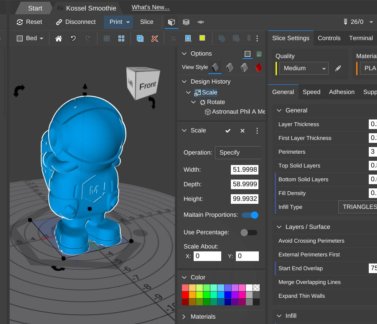 Start
Kossel Smoothie
What's New...
Reset
Disconnect
Print
Slice
26/0
Bed
Options
View Style
Design History
Scale
Rotate
Astronaut Phil A M
Scale
Operation:
Specify
Width:
51.9998
Depth:
58.9999
Height:
99.9932
Maitain Proportions:
Use Percentage:
Scale About:
X:
0
Y:
0
Color
Materials
Front
Slice Settings
Controls
Terminal
Quality
Materia
Medium
PLA
General
Speed
Adhesion
Supp
General
Layer Thickness
0.
First Layer Thickness
0.
Perimeters
3
Top Solid Layers
0.
Bottom Solid Layers
0.
Fill Density
0.
Infill Type
TRIANGLES
Layers / Surface
Avoid Crossing Perimeters
External Perimeters First
Start End Overlap
75
Merge Overlapping Lines
Expand Thin Walls
Infill